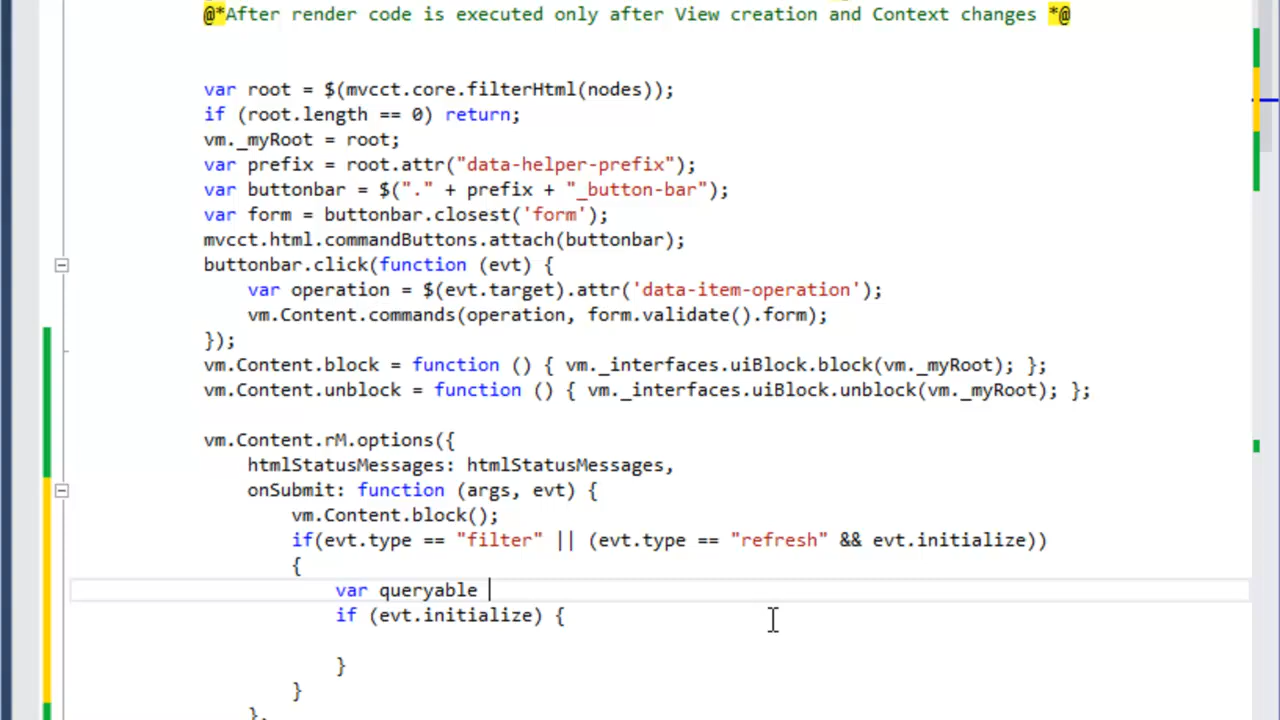 @*After render code is executed only after View creation and Context changes *@
var root = $(mvcct.core.filterHtml(nodes));
if (root.length == 0) return;
vm._myRoot = root;
var prefix = root.attr("data-helper-prefix");
var buttonbar = $("." + prefix + "_button-bar");
var form = buttonbar.closest('form');
mvcct.html.commandButtons.attach(buttonbar);
buttonbar.click(function (evt) {
var operation = $(evt.target).attr('data-item-operation');
vm.Content.commands(operation, form.validate().form);
});
vm.Content.block = function () { vm._interfaces.uiBlock.block(vm._myRoot); };
vm.Content.unblock = function () { vm._interfaces.uiBlock.unblock(vm._myRoot); };
vm.Content.rM.options({
htmlStatusMessages: htmlStatusMessages,
onSubmit: function (args, evt) {
vm.Content.block();
if(evt.type == "filter" || (evt.type == "refresh" && evt.initialize))
{
var queryable
if (evt.initialize) {
}
}
},